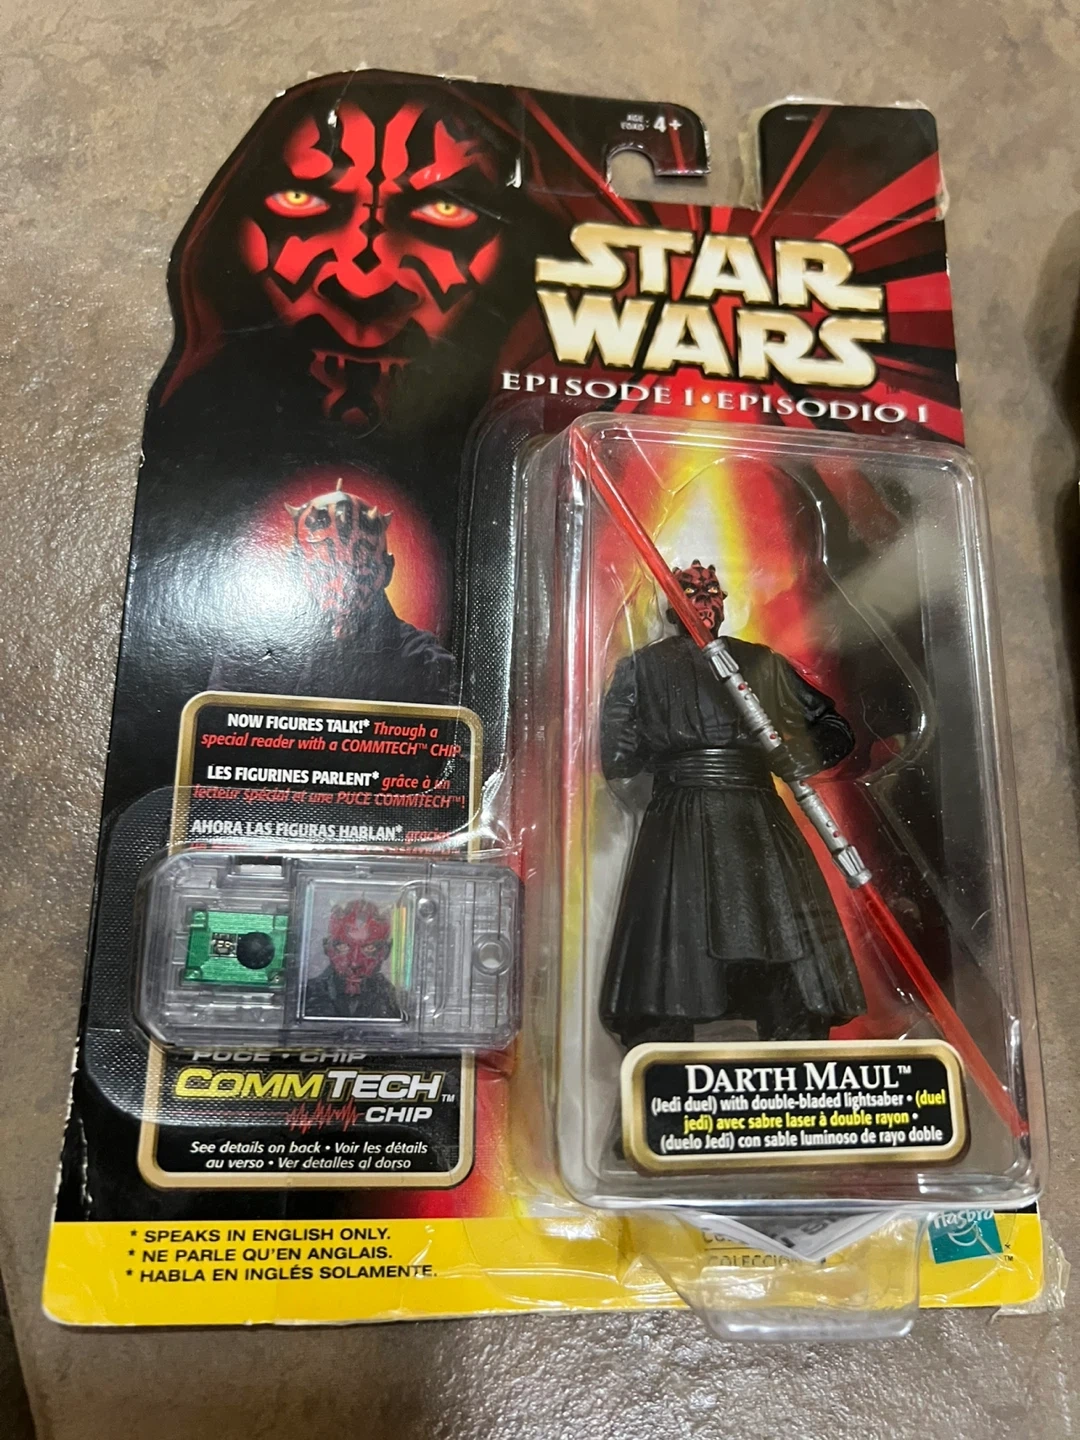 AGE 4+
STAR
WARS
EPISODE I • EPISODIO I
NOW FIGURES TALK!* Through a
special reader with a COMMTECH™ CHIP
LES FIGURINES PARLENT* grâce à un
lecteur spécial et une PUCE COMMTECH™!
AHORA LAS FIGURAS HABLAN* gracias
PUCE • CHIP
COMMTECH™
CHIP
See details on back • Voir les détails
au verso • Ver detalles al dorso
DARTH MAUL™
(Jedi duel) with double-bladed lightsaber • (duel
jedi) avec sabre laser à double rayon •
(duelo Jedi) con sable luminoso de rayo doble
* SPEAKS IN ENGLISH ONLY.
* NE PARLE QU'EN ANGLAIS.
* HABLA EN INGLÉS SOLAMENTE.
Hasbro
™